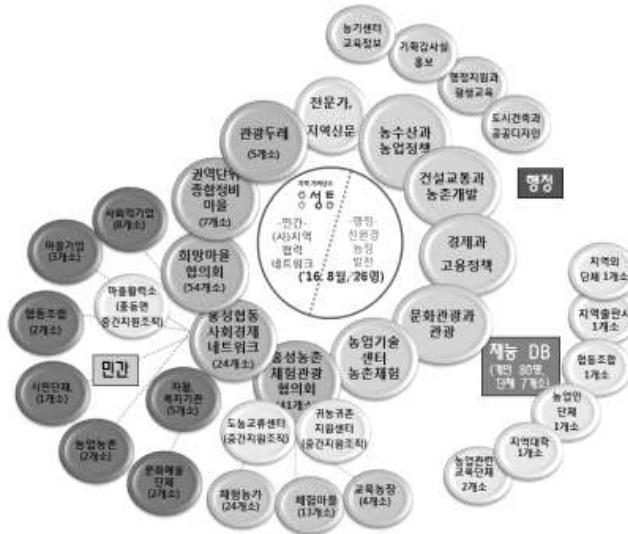 농기센터
교육정보
기획감사실
홍보
행정지원과
평생교육
도시건축과
공공디자인
전문가,
지역신문
관광두레
(5개소)
농수산과
농업정책
건설교통과
농촌개발
행정
권역단위
종합정비
마을
(7개소)
홍성통
-민간-
(사)지역
협력
네트워크
-행정-
친환경
농정
발전
('16. 8월, 26명)
경제과
고용정책
사회적기업
(8개소)
마을기업
(3개소)
희망마을
협의회
(54개소)
마을활력소
(홍동면
중간지원조직)
협동조합
(2개소)
홍성협동
사회경제
네트워크
(24개소)
문화관광과
관광
농업기술
센터
농촌체험
홍성농촌
체험관광
협의회
(41개소)
민간
시민단체,
(1개소)
자활,
복지기관
(5개소)
농업농촌
(2개소)
문화예술
단체
(2개소)
도농교류센터
(중간지원조직)
귀농귀촌
지원센터
(중간지원조직)
체험농가
(24개소)
체험마을
(13개소)
교육농장
(4개소)
재능 DB
(개인 80명,
단체 7개소)
지역외
단체 1개소
지역출판사
1개소
협동조합
1개소
농업인
단체
1개소
지역대학
1개소
농업관련
교육단체
2개소